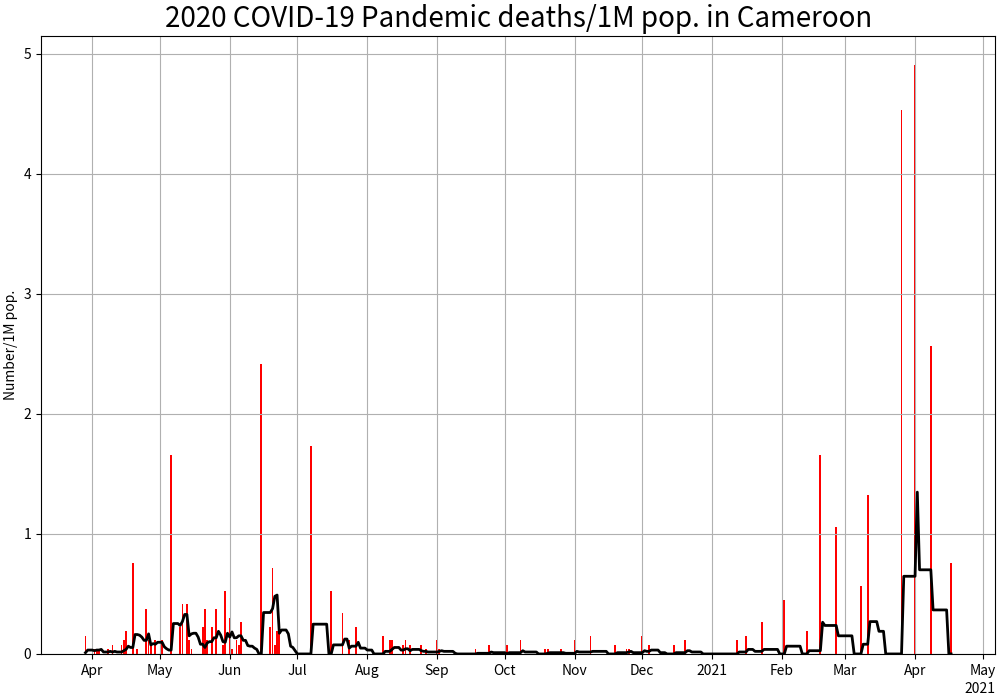 2020 COVID-19 Pandemic deaths/1M pop. in Cameroon
Number/1M pop.
5
4
3
2
1
0
Apr May Jun Jul Aug Sep Oct Nov Dec 2021 Feb Mar Apr May
2021